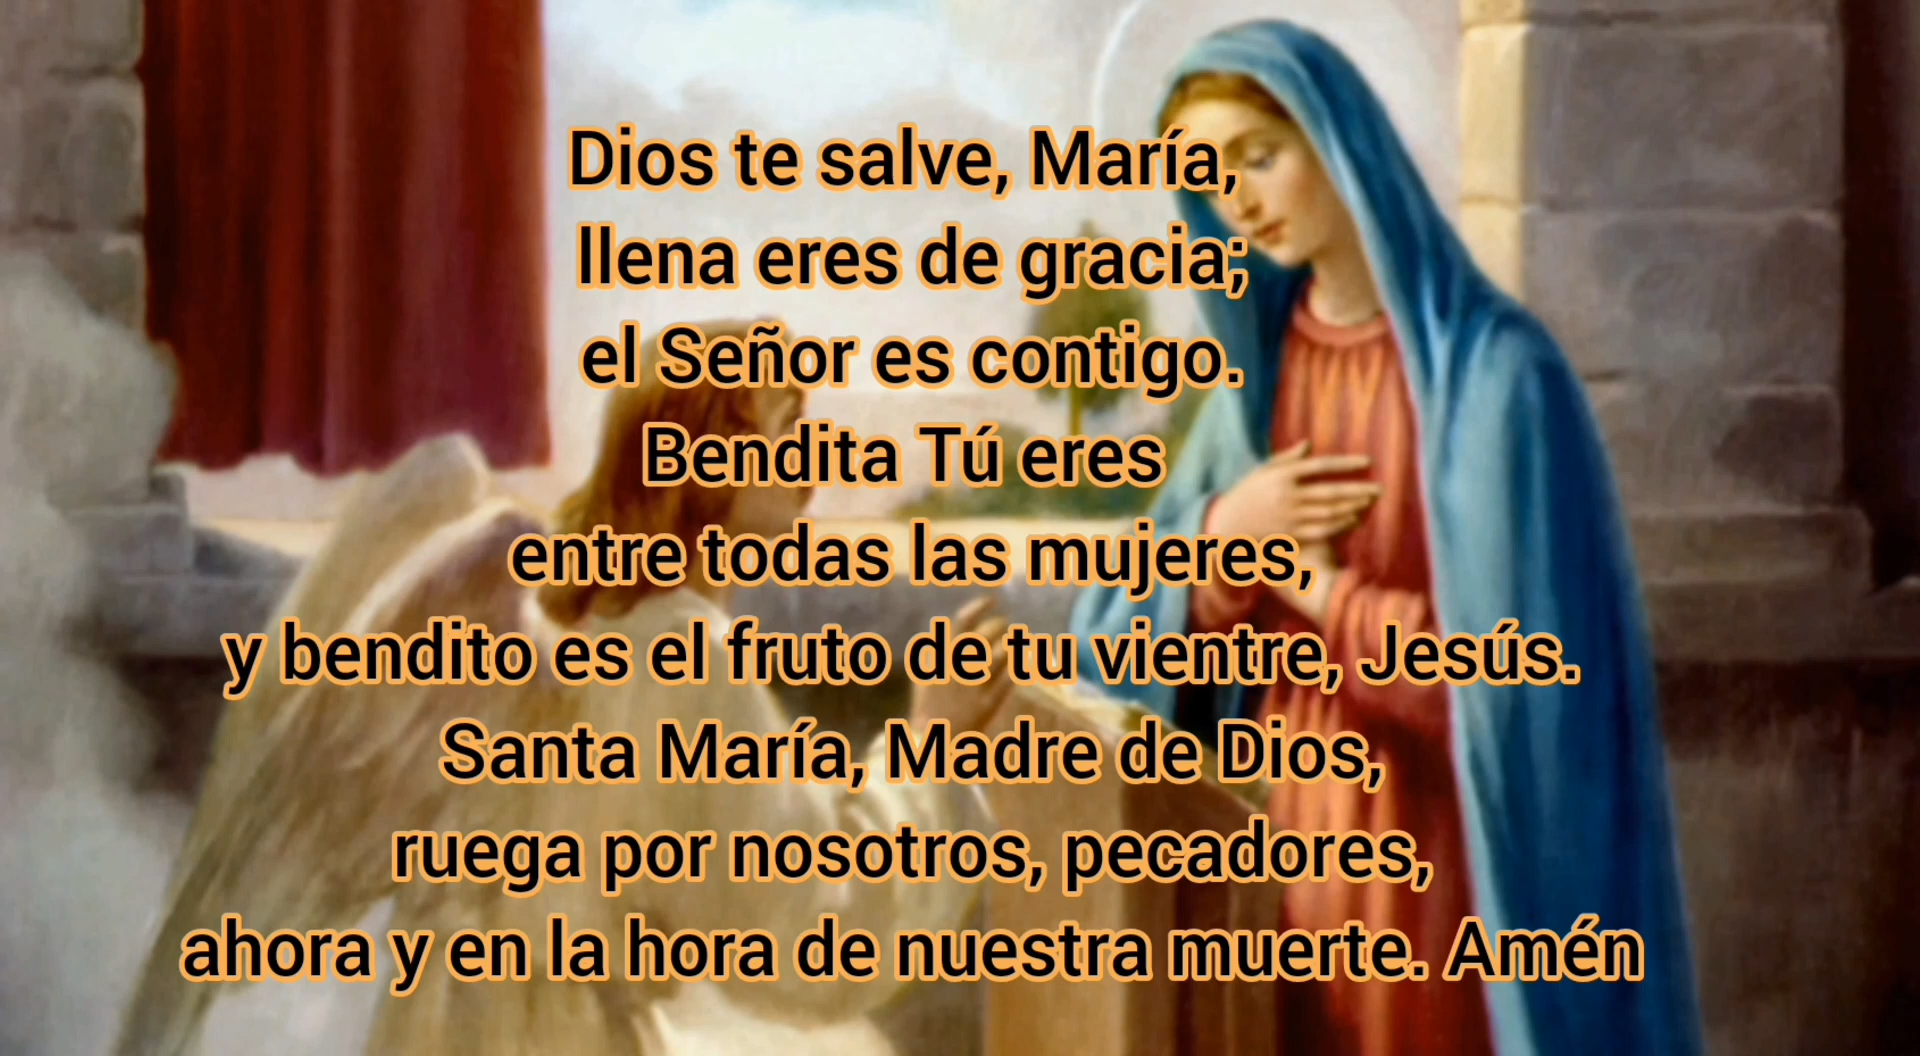 Dios te salve, María,
llena eres de gracia;
el Señor es contigo.
Bendita Tú eres
entre todas las mujeres,
y bendito es el fruto de tu vientre, Jesús.
Santa María, Madre de Dios,
ruega por nosotros, pecadores,
ahora y en la hora de nuestra muerte. Amén